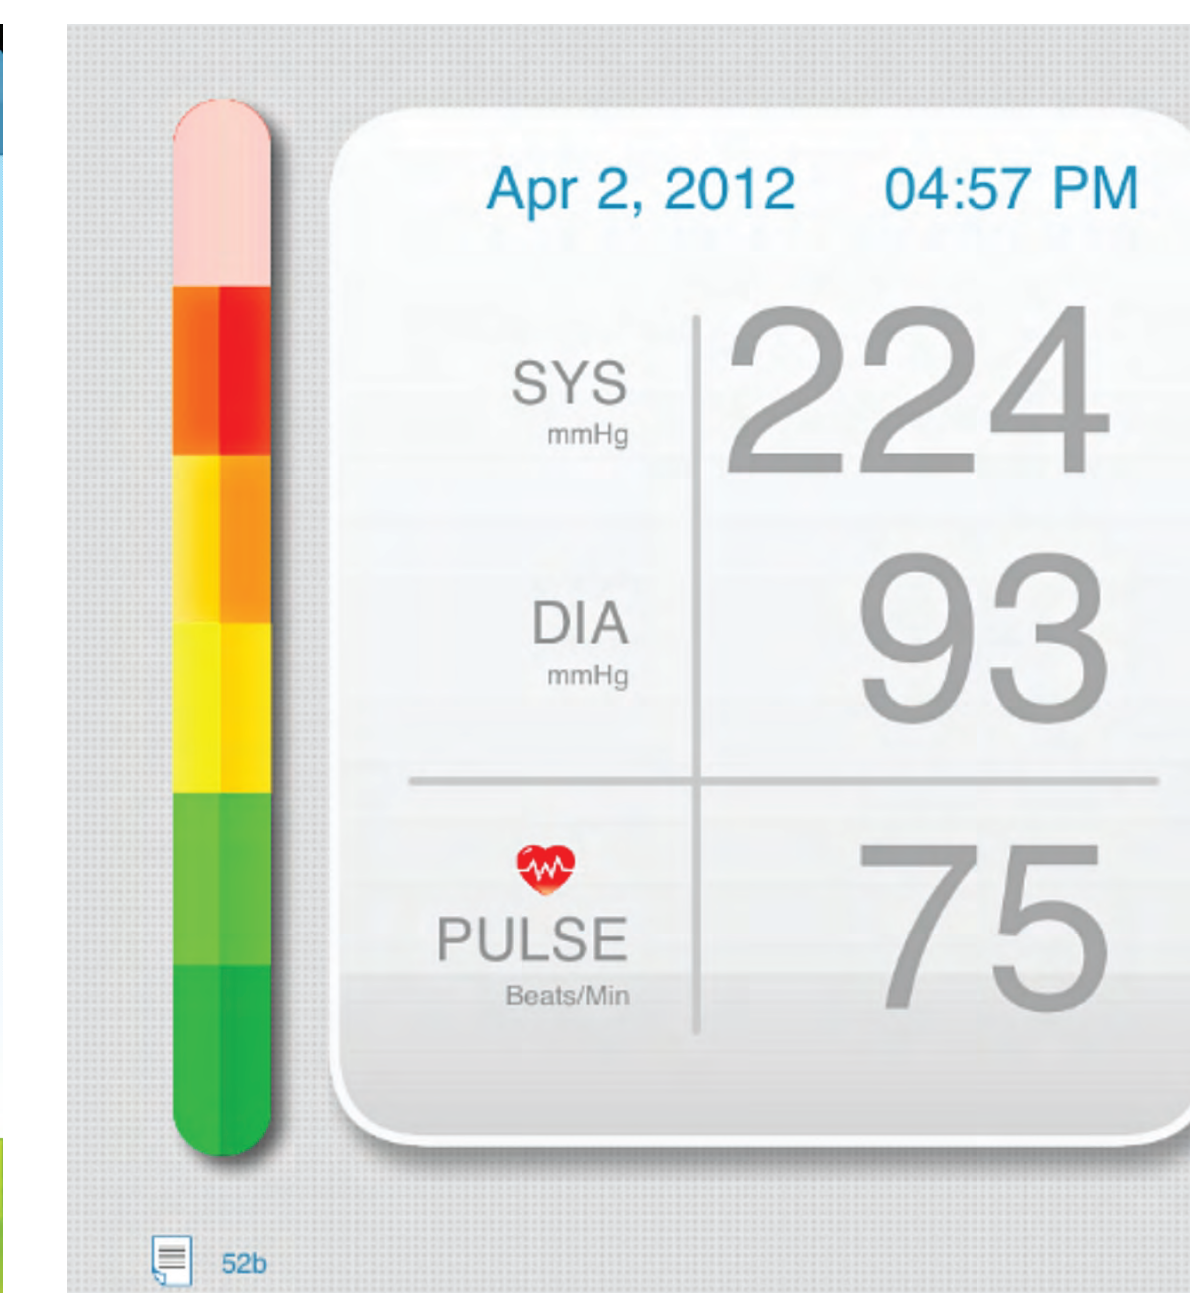 Apr 2, 2012 04:57 PM
SYS 224
mmHg
DIA 93
mmHg
PULSE 75
Beats/Min
52b